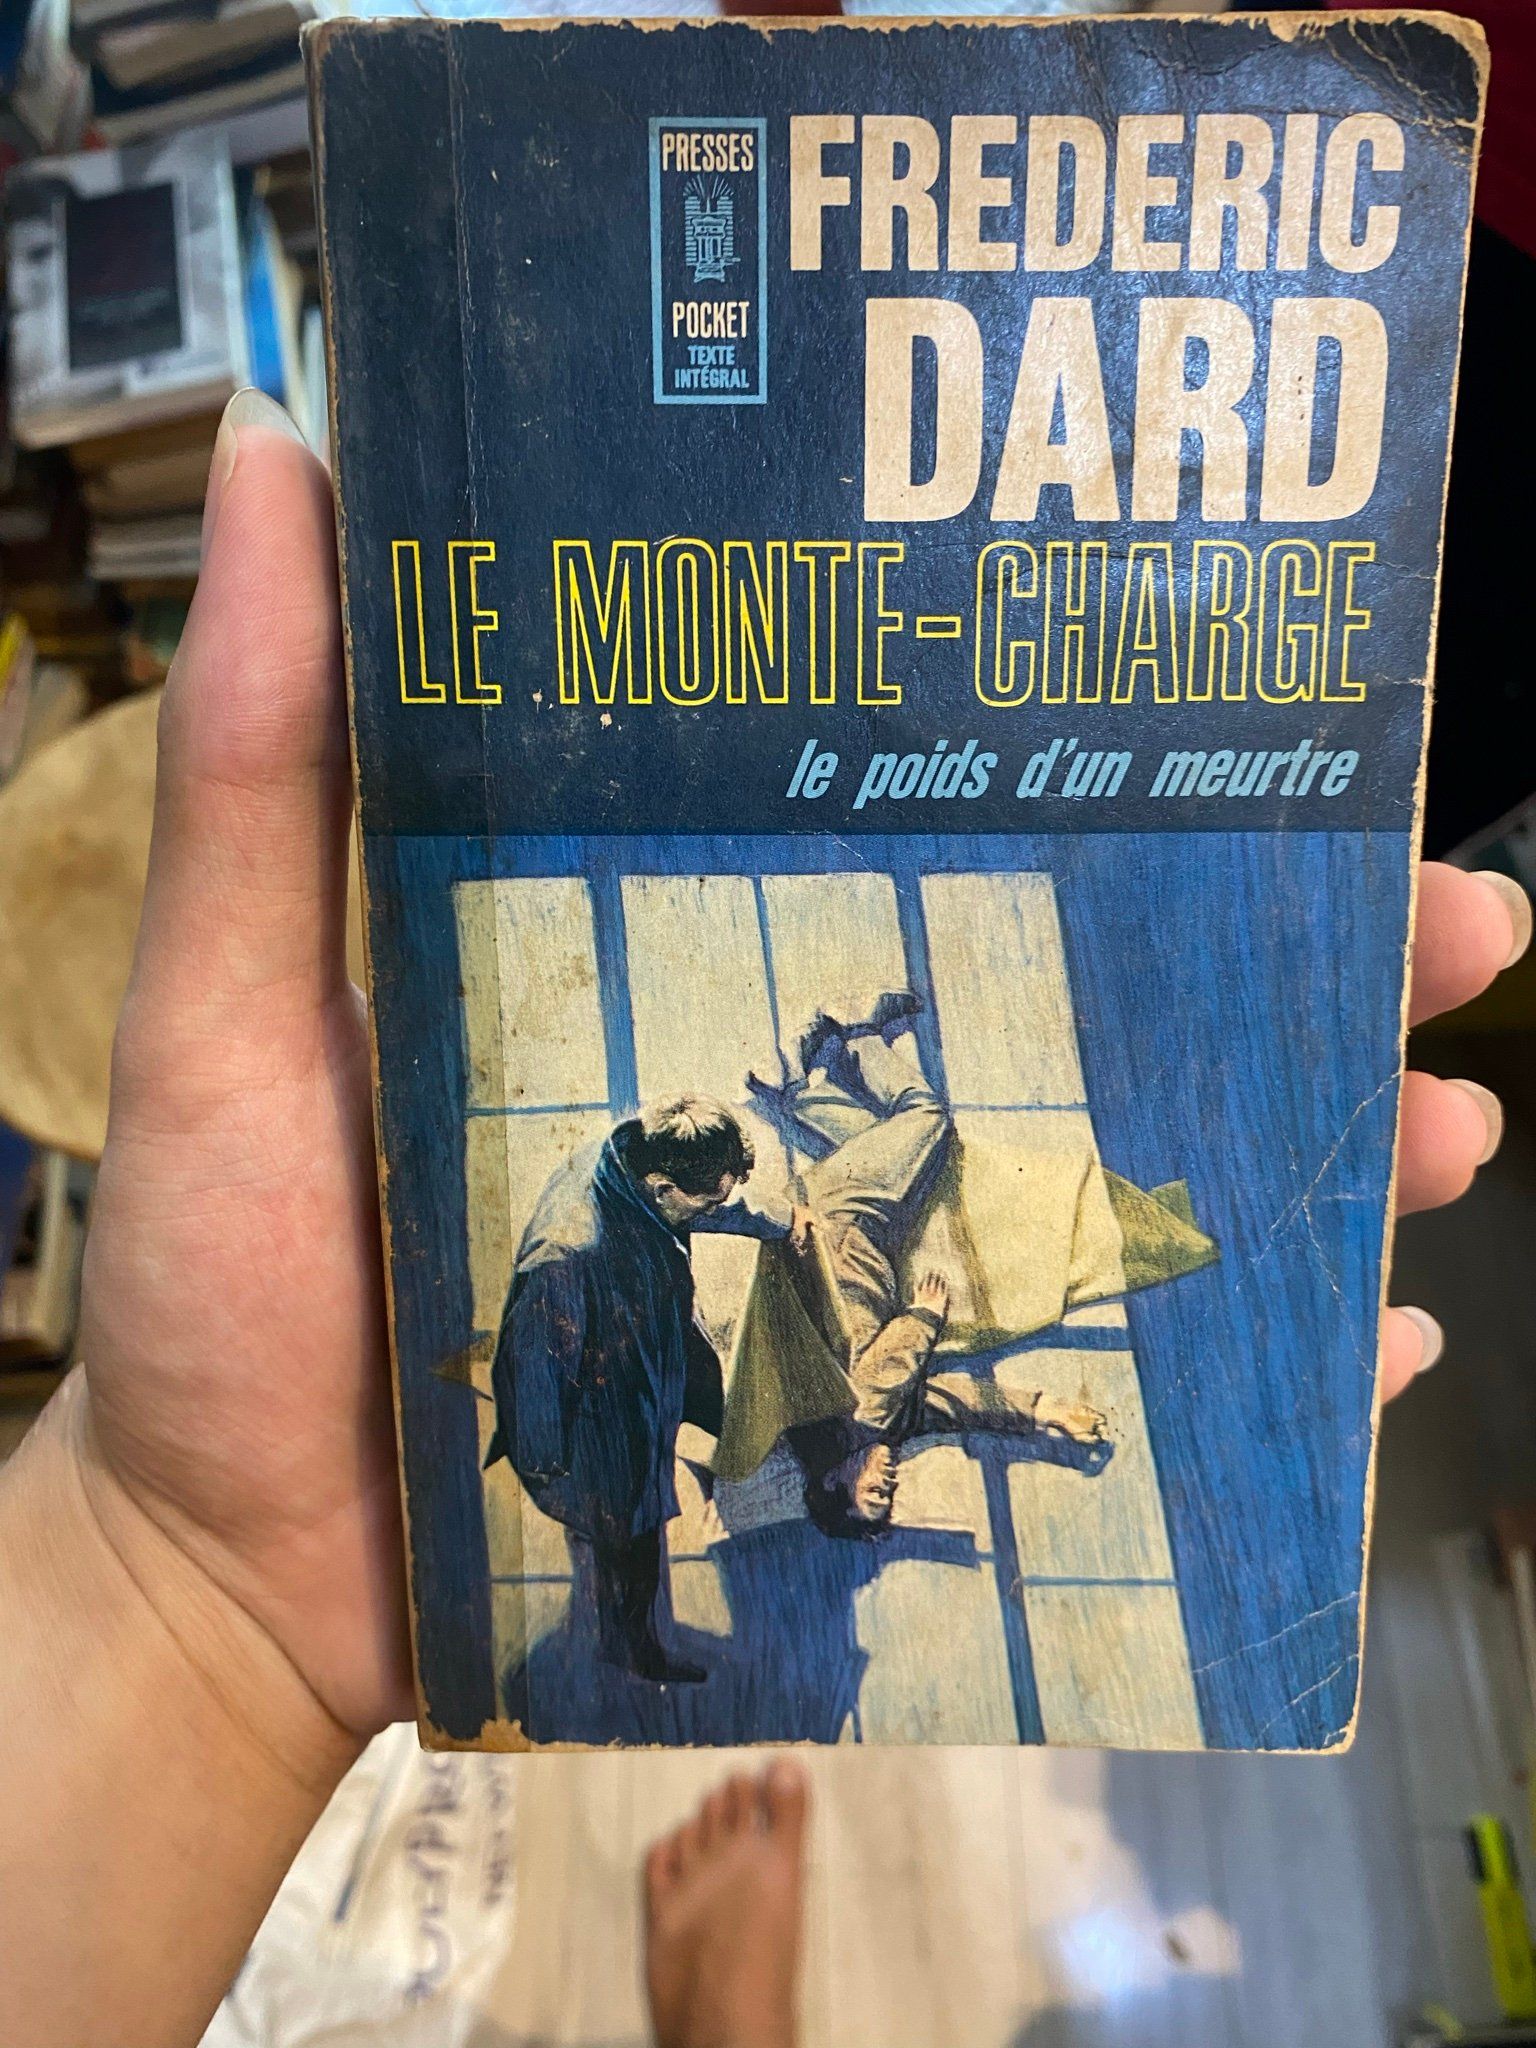 PRESSES
POCKET
TEXTE
INTÉGRAL
FREDERIC
DARD
LE MONTE-CHARGE
le poids d'un meurtre